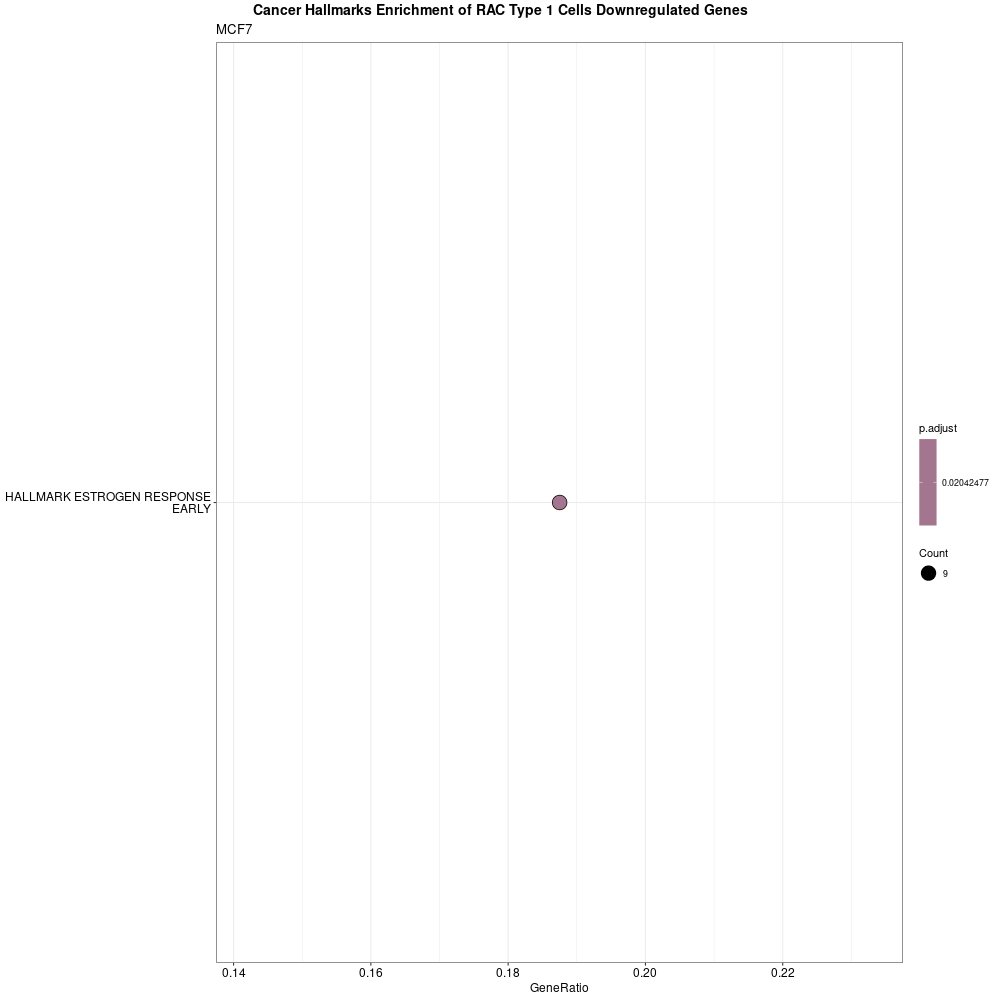 Cancer Hallmarks Enrichment of RAC Type 1 Cells Downregulated Genes
MCF7
HALLMARK ESTROGEN RESPONSE
EARLY
p.adjust
0.02042477
Count
9
0.14
0.16
0.18
0.20
0.22
GeneRatio